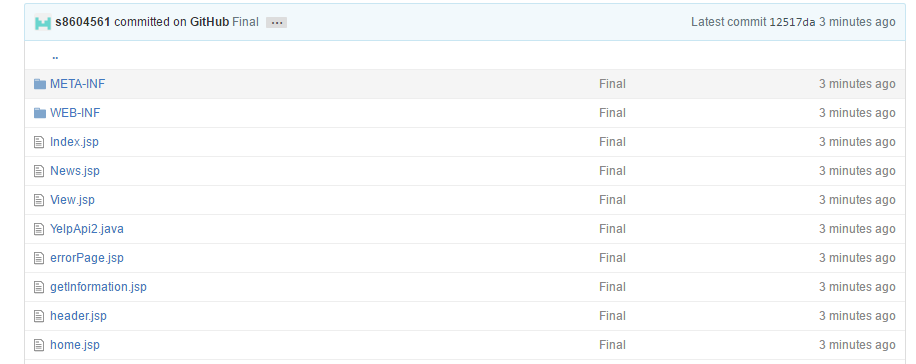 s8604561 committed on GitHub Final ... Latest commit 12517da 3 minutes ago
..
META-INF Final 3 minutes ago
WEB-INF Final 3 minutes ago
Index.jsp Final 3 minutes ago
News.jsp Final 3 minutes ago
View.jsp Final 3 minutes ago
YelpApi2.java Final 3 minutes ago
errorPage.jsp Final 3 minutes ago
getInformation.jsp Final 3 minutes ago
header.jsp Final 3 minutes ago
home.jsp Final 3 minutes ago